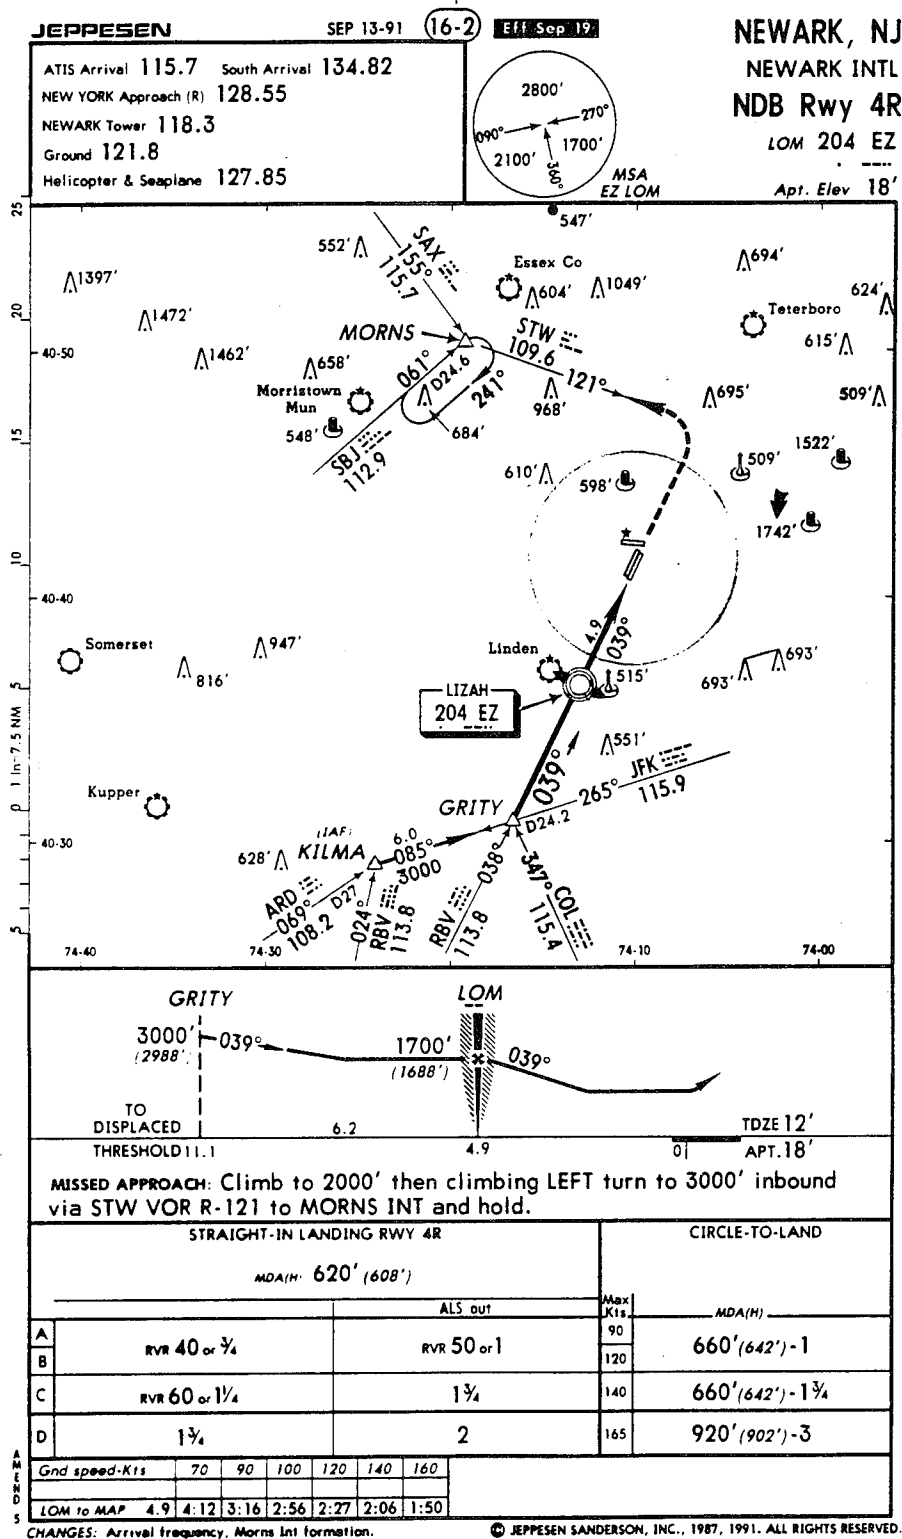 JEPPESEN
SEP 13-91
16-2
Eff Sep 19
NEWARK, NJ
NEWARK INTL
NDB Rwy 4R
LOM 204 EZ
Apt. Elev 18'
ATIS Arrival 115.7 South Arrival 134.82
NEW YORK Approach (R) 128.55
NEWARK Tower 118.3
Ground 121.8
Helicopter & Seaplane 127.85
2800'
270°
090°
1700'
2100'
360°
MSA
EZ LOM
25
547'
552'
SAX
155°
115.7
694'
1397'
Essex Co
604'
1049'
624'
1472'
Teterboro
20
MORNS
STW
109.6
615'
40-50
1462'
658'
061°
D24.6
241°
121°
Morristown
Mun
968'
695'
509'
548'
684'
SBJ
112.9
15
610'
598'
509'
1522'
1742'
10
40-40
4.9
039°
Somerset
947'
Linden
816'
515'
693'
693'
5
LIZAH
204 EZ
551'
1 In=7.5 NM
039°
JFK
115.9
265°
Kupper
GRITY
D24.2
0
40-30
(IAF)
KILMA
6.0
085°
3000
628'
038°
347°
COL
115.4
ARD
069°
108.2
D27
024°
RBV
113.8
RBV
113.8
5
74-40
74-30
74-10
74-00
GRITY
LOM
3000'
(2988')
039°
1700'
(1688')
039°
TO
DISPLACED
THRESHOLD 11.1
6.2
4.9
0
TDZE 12'
APT. 18'
MISSED APPROACH: Climb to 2000' then climbing LEFT turn to 3000' inbound
via STW VOR R-121 to MORNS INT and hold.
STRAIGHT-IN LANDING RWY 4R
CIRCLE-TO-LAND
MDA(H) 620' (608')
ALS out
Max
Kts.
MDA(H)
A
B
RVR 40 or ¾
RVR 50 or 1
90
120
660' (642') - 1
C
RVR 60 or 1¼
1¾
140
660' (642') - 1¾
D
1¾
2
165
920' (902') - 3
Gnd speed-Kts 70 90 100 120 140 160
LOM to MAP 4.9 4:12 3:16 2:56 2:27 2:06 1:50
AMEND 5
CHANGES: Arrival frequency, Morns Int formation.
© JEPPESEN SANDERSON, INC., 1987, 1991. ALL RIGHTS RESERVED.